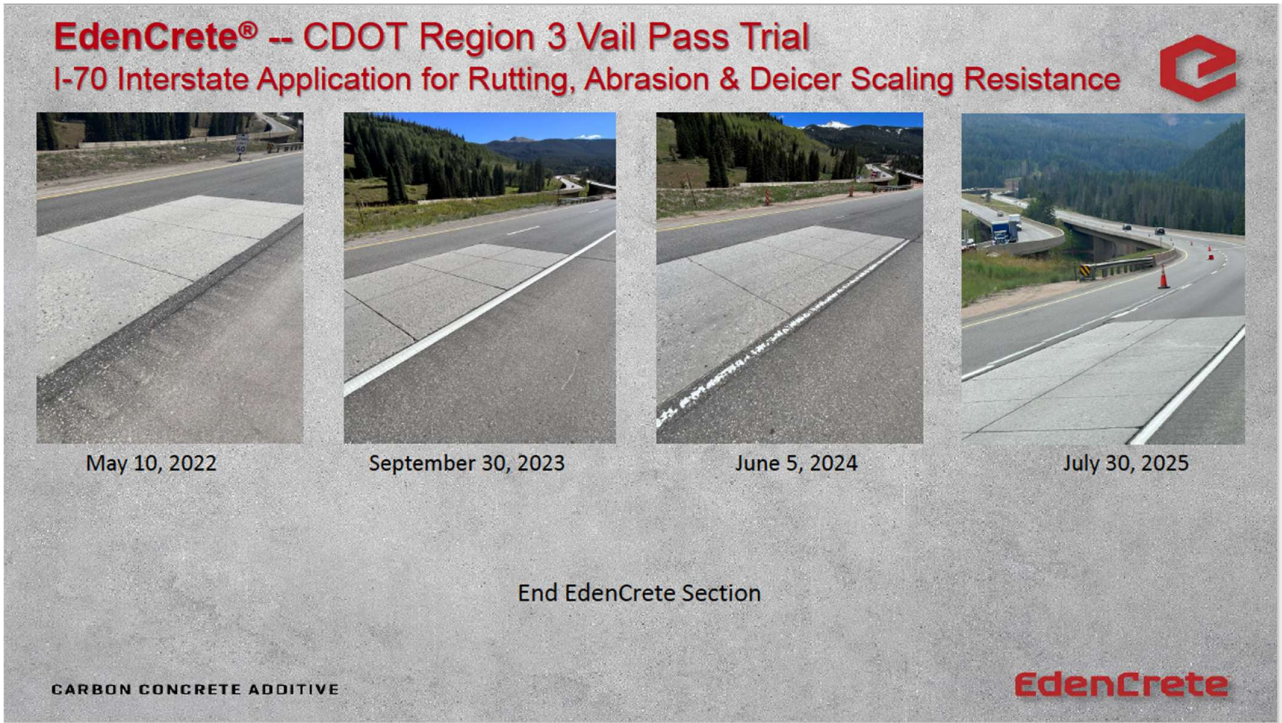 EdenCrete® -- CDOT Region 3 Vail Pass Trial
I-70 Interstate Application for Rutting, Abrasion & Deicer Scaling Resistance
May 10, 2022
September 30, 2023
June 5, 2024
July 30, 2025
End EdenCrete Section
CARBON CONCRETE ADDITIVE
EdenCrete